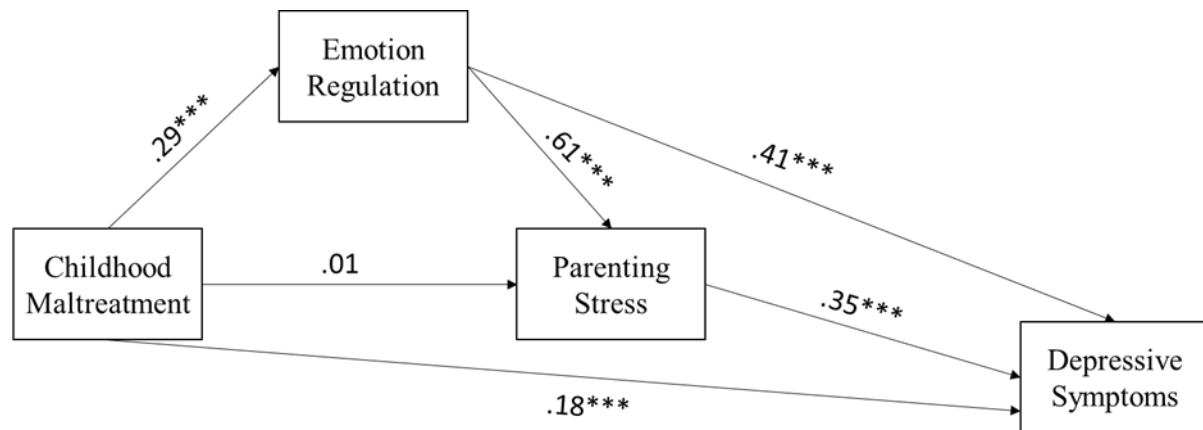 Emotion
Regulation
.29***
.61***
.41***
Childhood
Maltreatment
.01
Parenting
Stress
.35***
Depressive
Symptoms
.18***